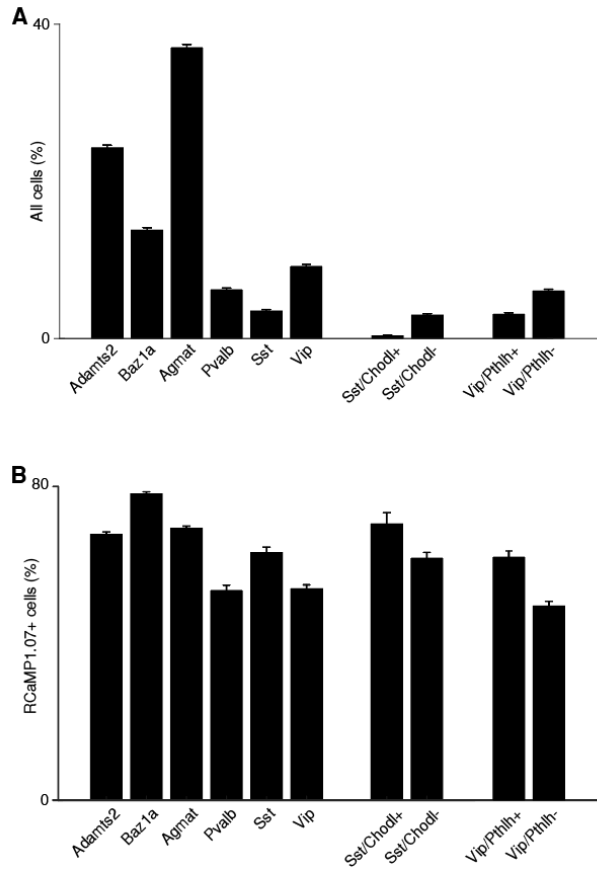 A
40
All cells (%)
0
Adamts2
Baz1a
Agmat
Pvalb
Sst
Vip
Sst/Chodl+
Sst/Chodl-
Vip/Pthlh+
Vip/Pthlh-
B
80
RCaMP1.07+ cells (%)
0
Adamts2
Baz1a
Agmat
Pvalb
Sst
Vip
Sst/Chodl+
Sst/Chodl-
Vip/Pthlh+
Vip/Pthlh-